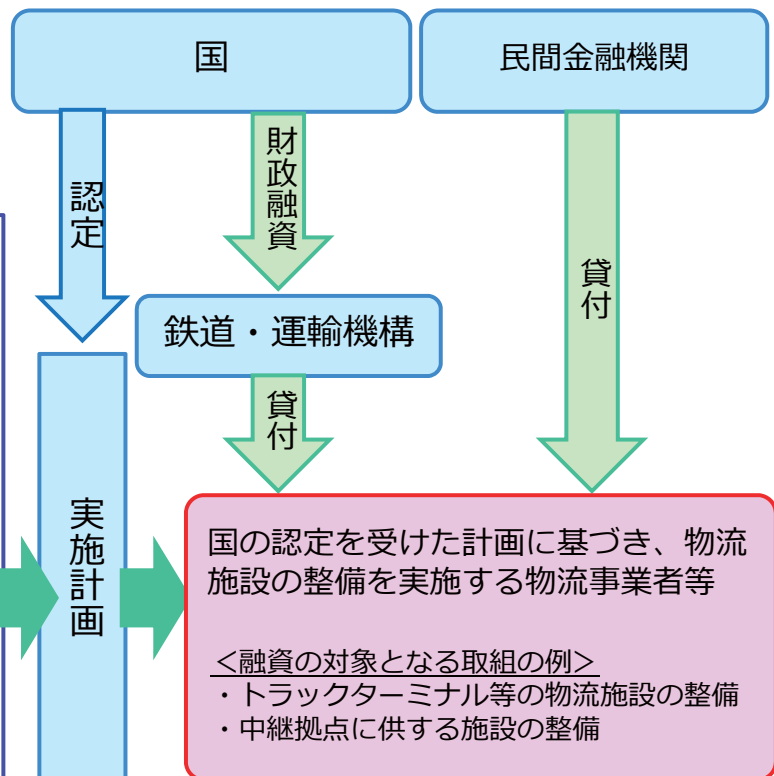 国
民間金融機関
認定
財政融資
貸付
鉄道・運輸機構
貸付
実施計画
国の認定を受けた計画に基づき、物流
施設の整備を実施する物流事業者等
<融資の対象となる取組の例>
・トラックターミナル等の物流施設の整備
・中継拠点に供する施設の整備